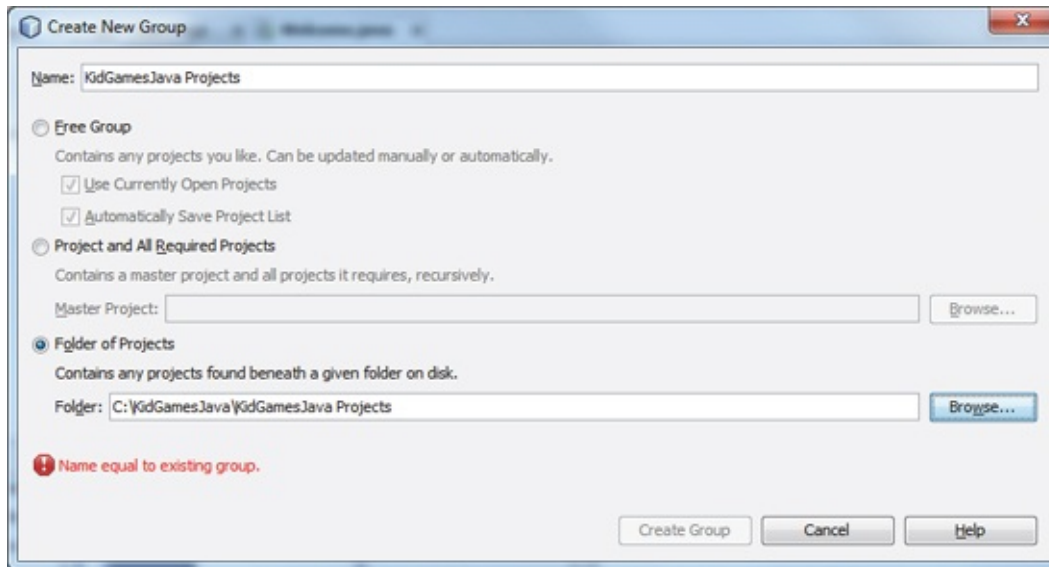 Create New Group
Name: KidGamesJava Projects
Free Group
Contains any projects you like. Can be updated manually or automatically.
Use Currently Open Projects
Automatically Save Project List
Project and All Required Projects
Contains a master project and all projects it requires, recursively.
Master Project: Browse...
Folder of Projects
Contains any projects found beneath a given folder on disk.
Folder: C:\KidGamesJava\KidGamesJava Projects Browse...
Name equal to existing group.
Create Group Cancel Help